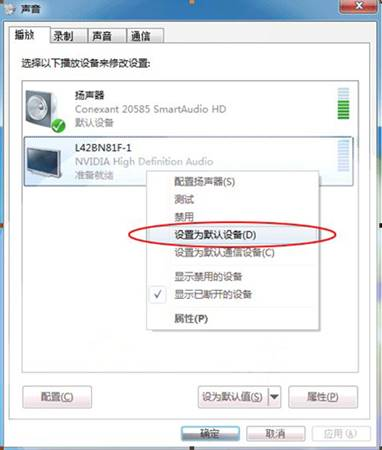 声音
播放 录制 声音 通信
选择以下播放设备来修改设置:
扬声器
Conexant 20585 SmartAudio HD
默认设备
L42BN81F-1
NVIDIA High Definition Audio
准备就绪
配置扬声器(S)
测试
禁用
设置为默认设备(D)
设置为默认通信设备(C)
显示禁用的设备
显示已断开的设备
属性(P)
配置(C) 设为默认值(S) 属性(P)
确定 取消 应用(A)